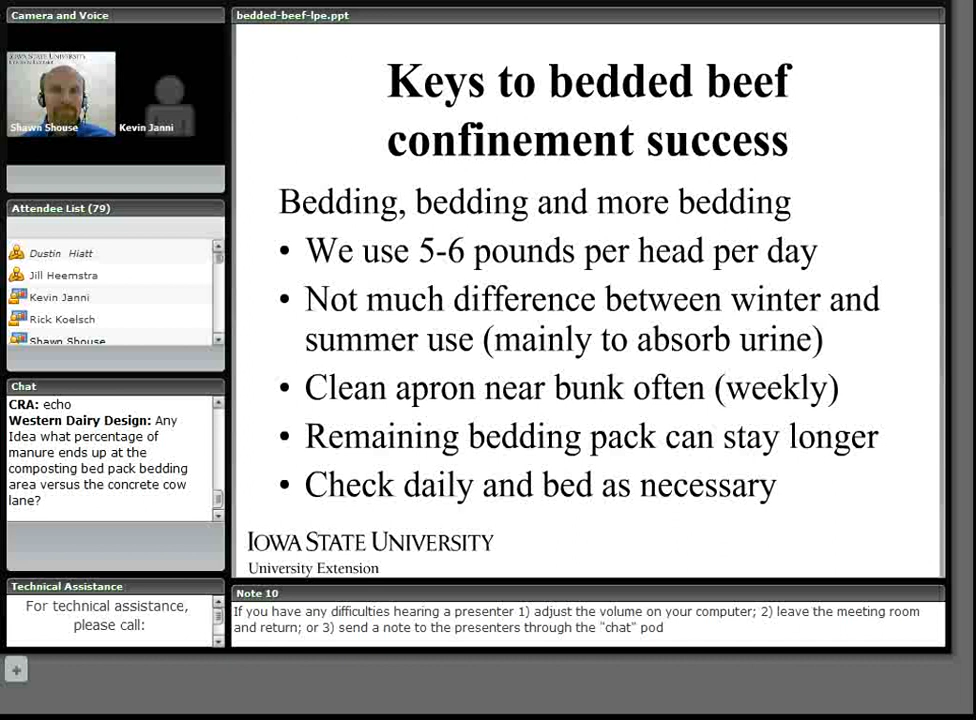 Camera and Voice
IOWA STATE UNIVERSITY
Shawn Shouse
Kevin Janni
Attendee List (79)
Dustin Hiatt
Jill Heemstra
Kevin Janni
Rick Koelsch
Shawn Shouse
Chat
CRA: echo
Western Dairy Design: Any
Idea what percentage of
manure ends up at the
composting bed pack bedding
area versus the concrete cow
lane?
Technical Assistance
For technical assistance,
please call:
bedded-beef-lpe.ppt
Keys to bedded beef
confinement success
Bedding, bedding and more bedding
• We use 5-6 pounds per head per day
• Not much difference between winter and
summer use (mainly to absorb urine)
• Clean apron near bunk often (weekly)
• Remaining bedding pack can stay longer
• Check daily and bed as necessary
IOWA STATE UNIVERSITY
University Extension
Note 10
If you have any difficulties hearing a presenter 1) adjust the volume on your computer; 2) leave the meeting room
and return; or 3) send a note to the presenters through the "chat" pod